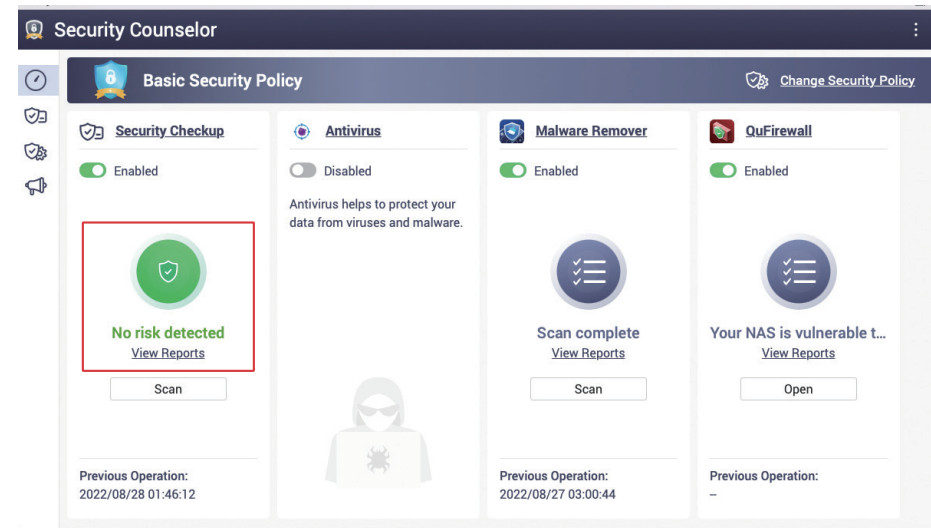 Security Counselor
Basic Security Policy
Change Security Policy
Security Checkup
Enabled
No risk detected
View Reports
Scan
Previous Operation:
2022/08/28 01:46:12
Antivirus
Disabled
Antivirus helps to protect your
data from viruses and malware.
Malware Remover
Enabled
Scan complete
View Reports
Scan
Previous Operation:
2022/08/27 03:00:44
QuFirewall
Enabled
Your NAS is vulnerable t...
View Reports
Open
Previous Operation:
--